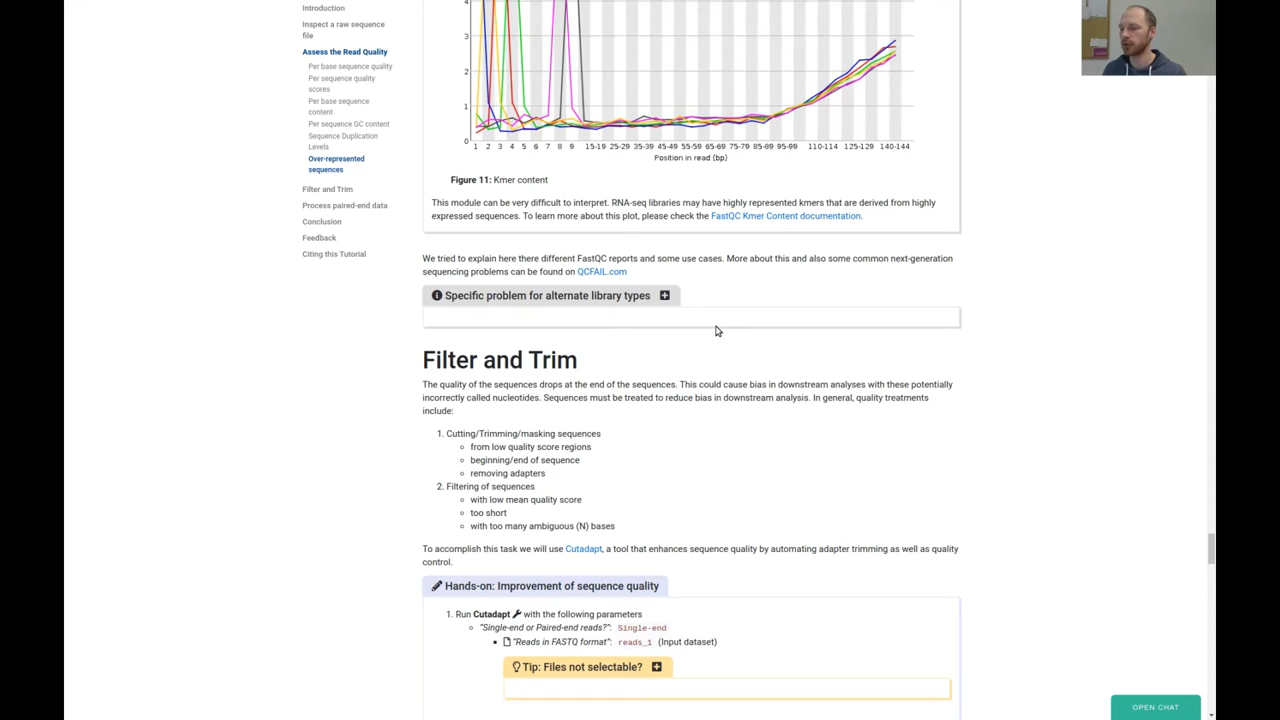 Introduction
Inspect a raw sequence
file
Assess the Read Quality
Per base sequence quality
Per sequence quality
scores
Per base sequence
content
Per sequence GC content
Sequence Duplication
Levels
Over-represented
sequences
Filter and Trim
Process paired-end data
Conclusion
Feedback
Citing this Tutorial
4
3
2
1
0
1 2 3 4 5 6 7 8 9 15-19 25-29 35-39 45-49 55-59 65-69 75-79 85-89 95-99 110-114 125-129 140-144
Position in read (bp)
Figure 11: Kmer content
This module can be very difficult to interpret. RNA-seq libraries may have highly represented kmers that are derived from highly
expressed sequences. To learn more about this plot, please check the FastQC Kmer Content documentation.
We tried to explain here there different FastQC reports and some use cases. More about this and also some common next-generation
sequencing problems can be found on QCFAIL.com
Specific problem for alternate library types
Filter and Trim
The quality of the sequences drops at the end of the sequences. This could cause bias in downstream analyses with these potentially
incorrectly called nucleotides. Sequences must be treated to reduce bias in downstream analysis. In general, quality treatments
include:
1. Cutting/Trimming/masking sequences
from low quality score regions
beginning/end of sequence
removing adapters
2. Filtering of sequences
with low mean quality score
too short
with too many ambiguous (N) bases
To accomplish this task we will use Cutadapt, a tool that enhances sequence quality by automating adapter trimming as well as quality
control.
Hands-on: Improvement of sequence quality
1. Run Cutadapt with the following parameters
"Single-end or Paired-end reads?": Single-end
"Reads in FASTQ format": reads_1 (Input dataset)
Tip: Files not selectable?
OPEN CHAT